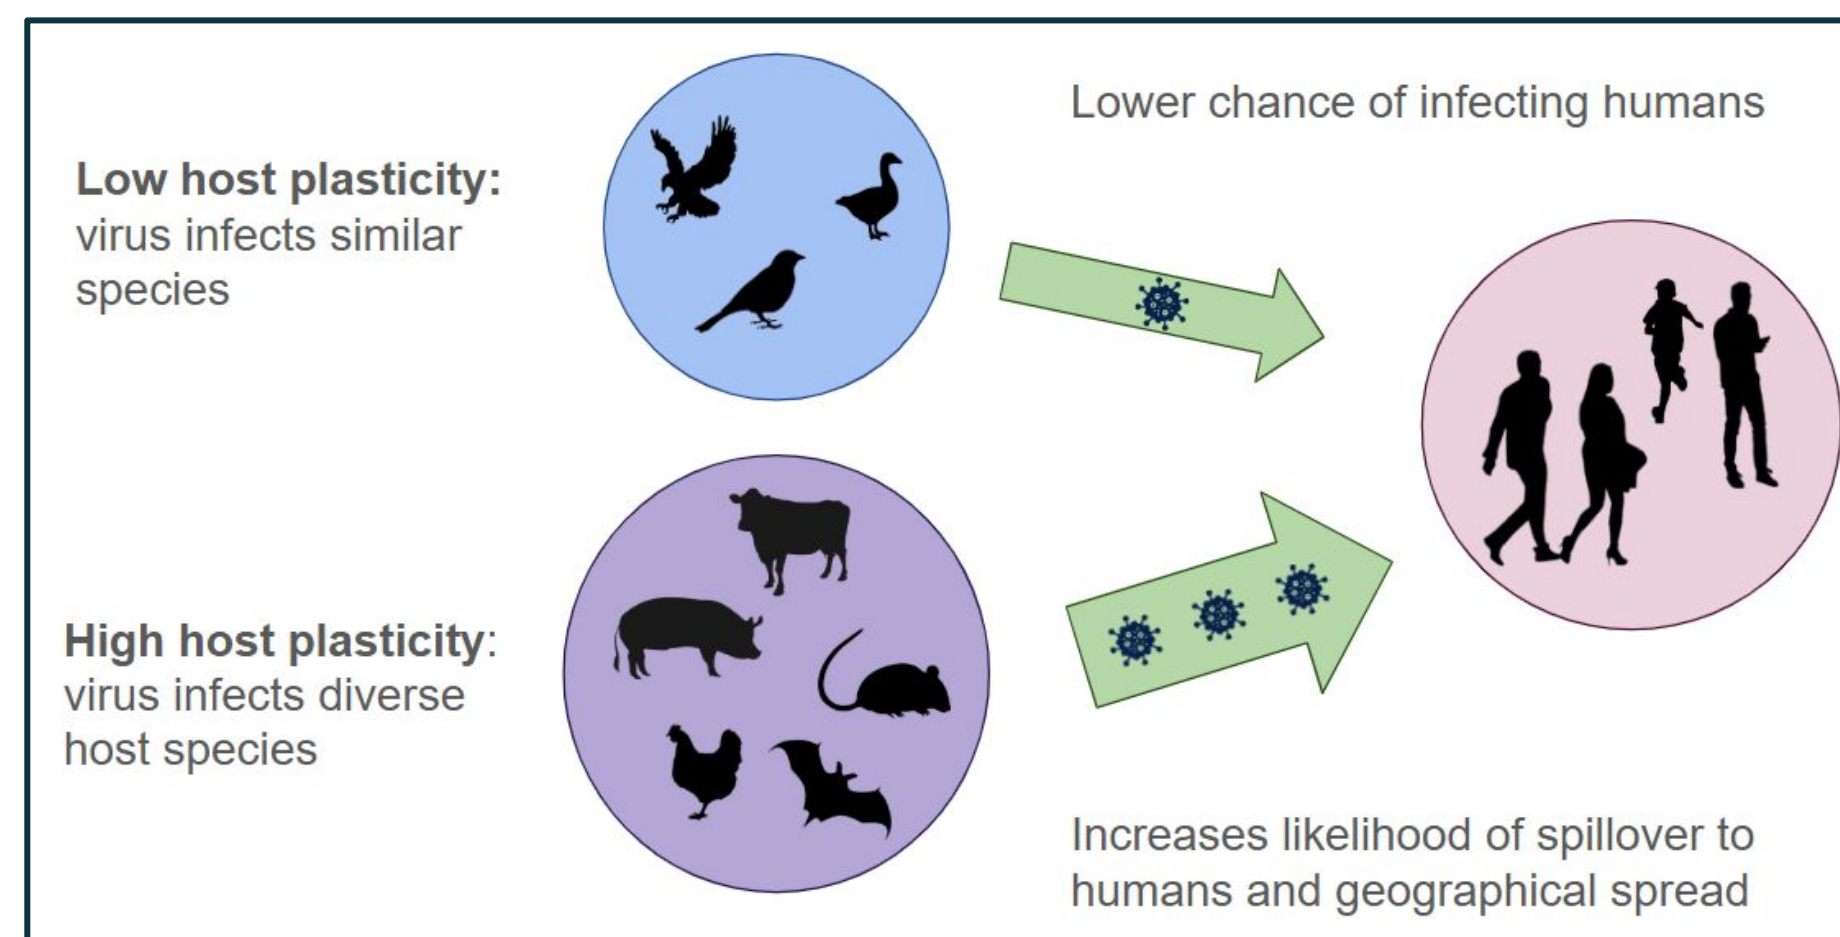 Low host plasticity:
virus infects similar
species
Lower chance of infecting humans
High host plasticity:
virus infects diverse
host species
Increases likelihood of spillover to
humans and geographical spread